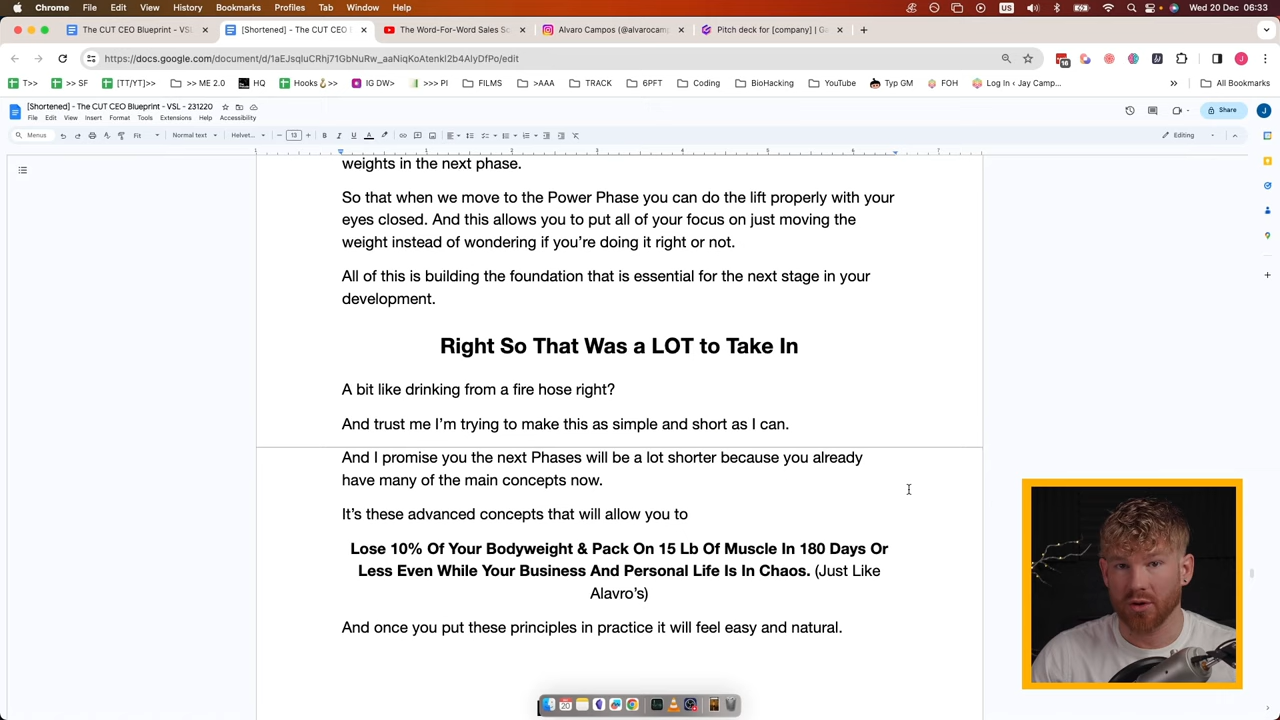 Chrome File Edit View History Bookmarks Profiles Tab Window Help
US
Wed 20 Dec 06:33
The CUT CEO Blueprint - VSL
[Shortened] - The CUT CEO
The Word-For-Word Sales Sc
Alvaro Campos (@alvarocam
Pitch deck for [company] | Ga
https://docs.google.com/document/d/1aEJsqIuCRhj71GbNuRw_aaNiqKoAtenkI2b4AlyDfPo/edit
18
T>> >> SF [TT/YT]>> >> ME 2.0 HQ Hooks >> IG DW> >>> PI FILMS >AAA TRACK 6PFT Coding BioHacking YouTube Typ GM FOH Log In ‹ Jay Camp... » All Bookmarks
[Shortened] - The CUT CEO Blueprint - VSL - 231220
File Edit View Insert Format Tools Extensions Help Accessibility
Share
J
Menus Fit Normal text Helvet... 13 Editing
weights in the next phase.
So that when we move to the Power Phase you can do the lift properly with your
eyes closed. And this allows you to put all of your focus on just moving the
weight instead of wondering if you’re doing it right or not.
All of this is building the foundation that is essential for the next stage in your
development.
Right So That Was a LOT to Take In
A bit like drinking from a fire hose right?
And trust me I’m trying to make this as simple and short as I can.
And I promise you the next Phases will be a lot shorter because you already
have many of the main concepts now.
It’s these advanced concepts that will allow you to
Lose 10% Of Your Bodyweight & Pack On 15 Lb Of Muscle In 180 Days Or
Less Even While Your Business And Personal Life Is In Chaos. (Just Like
Alavro’s)
And once you put these principles in practice it will feel easy and natural.